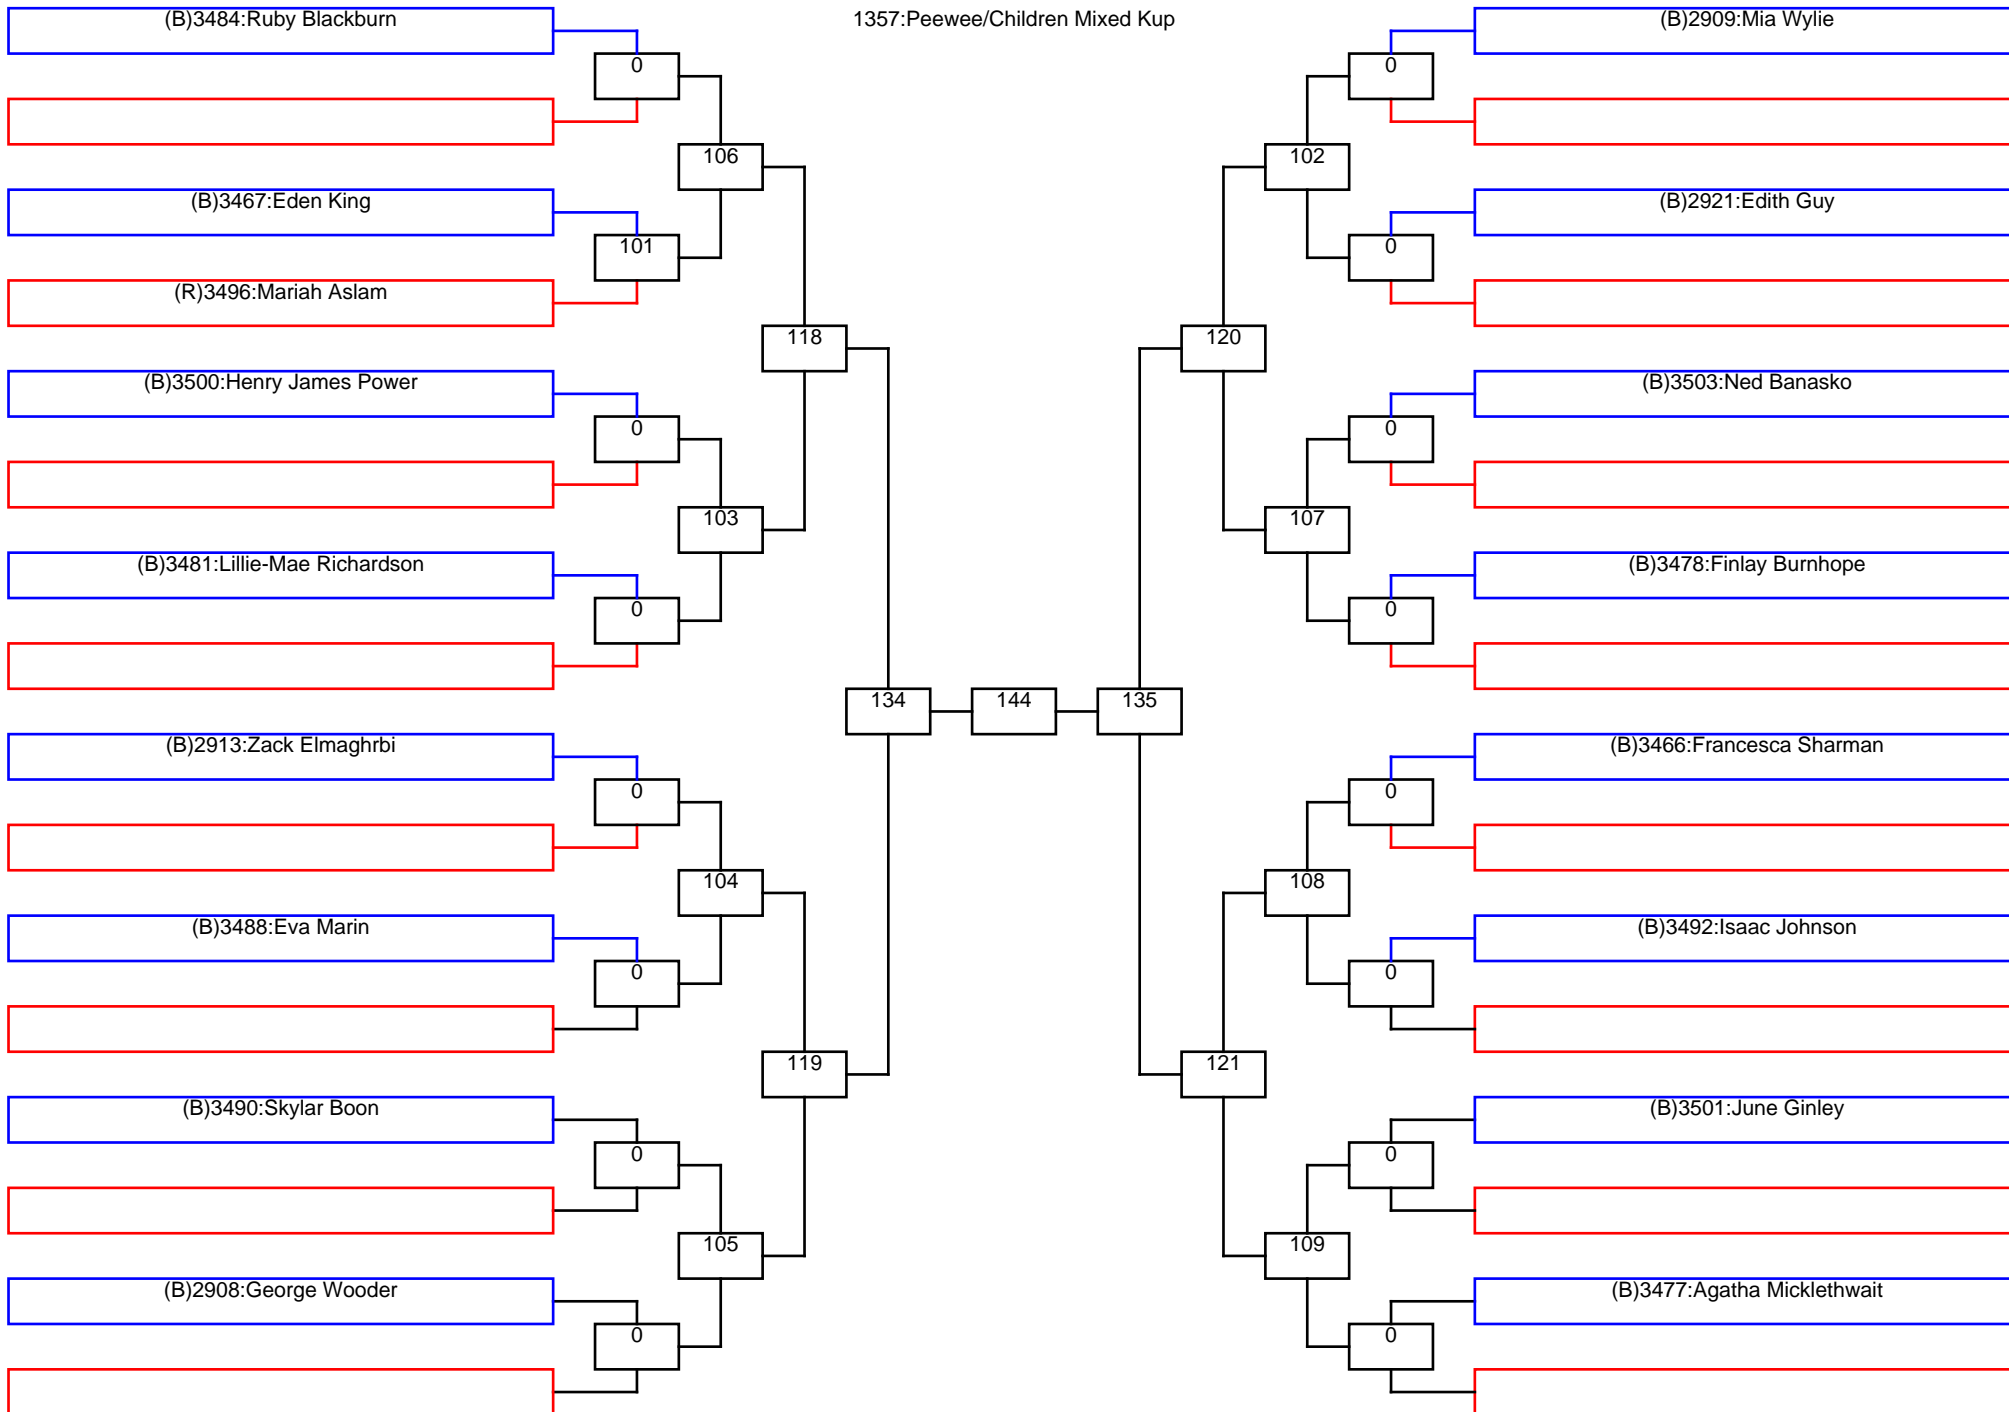 1357:Peewee/Children Mixed Kup
(B)3484:Ruby Blackburn
0
106
(B)3467:Eden King
101
(R)3496:Mariah Aslam
118
(B)3500:Henry James Power
0
103
(B)3481:Lillie-Mae Richardson
0
134
(B)2913:Zack Elmaghrbi
0
104
(B)3488:Eva Marin
0
119
(B)3490:Skylar Boon
0
105
(B)2908:George Wooder
0
144
(B)2909:Mia Wylie
0
102
(B)2921:Edith Guy
0
120
(B)3503:Ned Banasko
0
107
(B)3478:Finlay Burnhope
0
135
(B)3466:Francesca Sharman
0
108
(B)3492:Isaac Johnson
0
121
(B)3501:June Ginley
0
109
(B)3477:Agatha Micklethwait
0